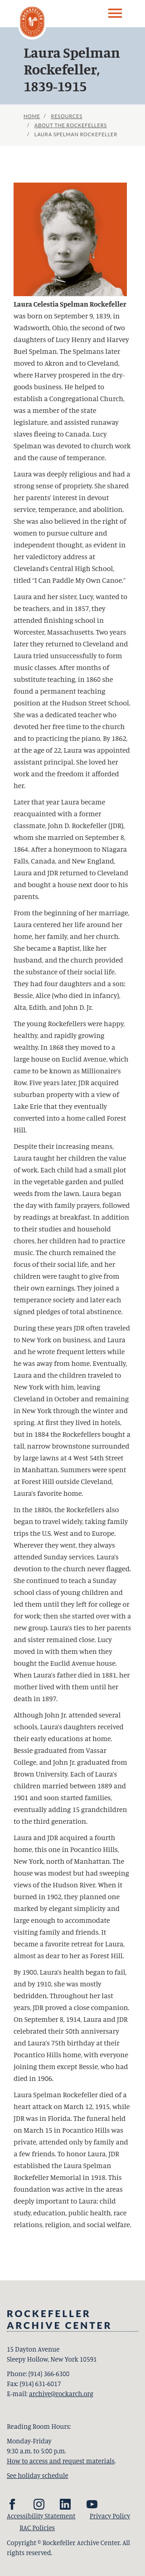 Laura Spelman
Rockefeller,
1839-1915
HOME / RESOURCES
/ ABOUT THE ROCKEFELLERS
/ LAURA SPELMAN ROCKEFELLER
Laura Celestia Spelman Rockefeller
was born on September 9, 1839, in
Wadsworth, Ohio, the second of two
daughters of Lucy Henry and Harvey
Buel Spelman. The Spelmans later
moved to Akron and to Cleveland,
where Harvey prospered in the dry-
goods business. He helped to
establish a Congregational Church,
was a member of the state
legislature, and assisted runaway
slaves fleeing to Canada. Lucy
Spelman was devoted to church work
and the cause of temperance.
Laura was deeply religious and had a
strong sense of propriety. She shared
her parents' interest in devout
service, temperance, and abolition.
She was also believed in the right of
women to pursue culture and
independent thought, as evident in
her valedictory address at
Cleveland's Central High School,
titled "I Can Paddle My Own Canoe."
Laura and her sister, Lucy, wanted to
be teachers, and in 1857, they
attended finishing school in
Worcester, Massachusetts. Two years
later they returned to Cleveland and
Laura tried unsuccessfully to form
music classes. After months of
substitute teaching, in 1860 she
found a permanent teaching
position at the Hudson Street School.
She was a dedicated teacher who
devoted her free time to the church
and to practicing the piano. By 1862,
at the age of 22, Laura was appointed
assistant principal. She loved her
work and the freedom it afforded
her.
Later that year Laura became
reacquainted with a former
classmate, John D. Rockefeller (JDR),
whom she married on September 8,
1864. After a honeymoon to Niagara
Falls, Canada, and New England,
Laura and JDR returned to Cleveland
and bought a house next door to his
parents.
From the beginning of her marriage,
Laura centered her life around her
home, her family, and her church.
She became a Baptist, like her
husband, and the church provided
the substance of their social life.
They had four daughters and a son:
Bessie, Alice (who died in infancy),
Alta, Edith, and John D. Jr.
The young Rockefellers were happy,
healthy, and rapidly growing
wealthy. In 1868 they moved to a
large house on Euclid Avenue, which
came to be known as Millionaire's
Row. Five years later, JDR acquired
suburban property with a view of
Lake Erie that they eventually
converted into a home called Forest
Hill.
Despite their increasing means,
Laura taught her children the value
of work. Each child had a small plot
in the vegetable garden and pulled
weeds from the lawn. Laura began
the day with family prayers, followed
by readings at breakfast. In addition
to their studies and household
chores, her children had to practice
music. The church remained the
focus of their social life, and her
children were taught to give from
their own earnings. They joined a
temperance society and later each
signed pledges of total abstinence.
During these years JDR often traveled
to New York on business, and Laura
and he wrote frequent letters while
he was away from home. Eventually,
Laura and the children traveled to
New York with him, leaving
Cleveland in October and remaining
in New York through the winter and
spring. At first they lived in hotels,
but in 1884 the Rockefellers bought a
tall, narrow brownstone surrounded
by large lawns at 4 West 54th Street
in Manhattan. Summers were spent
at Forest Hill outside Cleveland,
Laura's favorite home.
In the 1880s, the Rockefellers also
began to travel widely, taking family
trips the U.S. West and to Europe.
Wherever they went, they always
attended Sunday services. Laura's
devotion to the church never flagged.
She continued to teach a Sunday
school class of young children and
led them until they left for college or
for work; then she started over with a
new group. Laura's ties to her parents
and sister remained close. Lucy
moved in with them when they
bought the Euclid Avenue house.
When Laura's father died in 1881, her
mother lived with them until her
death in 1897.
Although John Jr. attended several
schools, Laura's daughters received
their early educations at home.
Bessie graduated from Vassar
College, and John Jr. graduated from
Brown University. Each of Laura's
children married between 1889 and
1901 and soon started families,
eventually adding 15 grandchildren
to the third generation.
Laura and JDR acquired a fourth
home, this one in Pocantico Hills,
New York, north of Manhattan. The
house was modest but had sweeping
views of the Hudson River. When it
burned in 1902, they planned one
marked by elegant simplicity and
large enough to accommodate
visiting family and friends. It
became a favorite retreat for Laura,
almost as dear to her as Forest Hill.
By 1900, Laura's health began to fail,
and by 1910, she was mostly
bedridden. Throughout her last
years, JDR proved a close companion.
On September 8, 1914, Laura and JDR
celebrated their 50th anniversary
and Laura's 75th birthday at their
Pocantico Hills home, with everyone
joining them except Bessie, who had
died in 1906.
Laura Spelman Rockefeller died of a
heart attack on March 12, 1915, while
JDR was in Florida. The funeral held
on March 15 in Pocantico Hills was
private, attended only by family and
a few friends. To honor Laura, JDR
established the Laura Spelman
Rockefeller Memorial in 1918. This
foundation was active in the areas
deeply important to Laura: child
study, education, public health, race
relations, religion, and social welfare.
ROCKEFELLER
ARCHIVE CENTER
15 Dayton Avenue
Sleepy Hollow, New York 10591
Phone: (914) 366-6300
Fax: (914) 631-6017
E-mail: archive@rockarch.org
Reading Room Hours:
Monday-Friday
9:30 a.m. to 5:00 p.m.
How to access and request materials.
See holiday schedule
Accessibility Statement Privacy Policy
RAC Policies
Copyright © Rockefeller Archive Center. All
rights reserved.